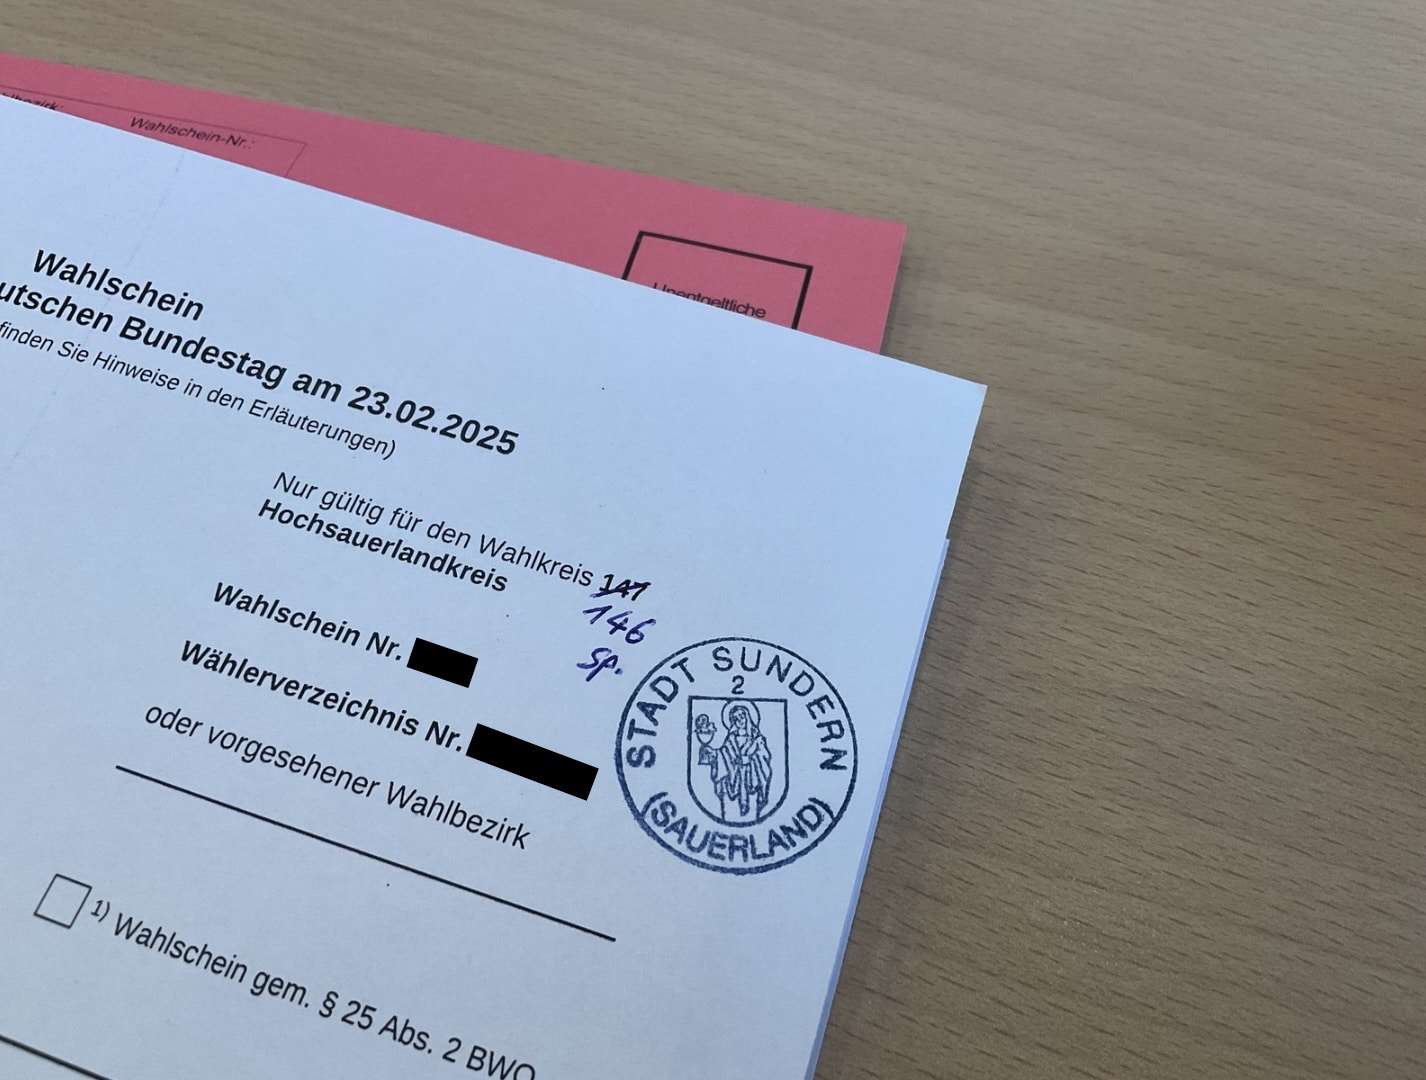 Wahlschein-Nr.:
Unentgeltliche
Wahlschein
Bundestag am 23.02.2025
finden Sie Hinweise in den Erläuterungen)
Nur gültig für den Wahlkreis 147
146
Sp.
Hochsauerlandkreis
Wahlschein Nr.
Wählerverzeichnis Nr.
oder vorgesehener Wahlbezirk
STADT SUNDERN
2
(SAUERLAND)
1) Wahlschein gem. § 25 Abs. 2 BWO